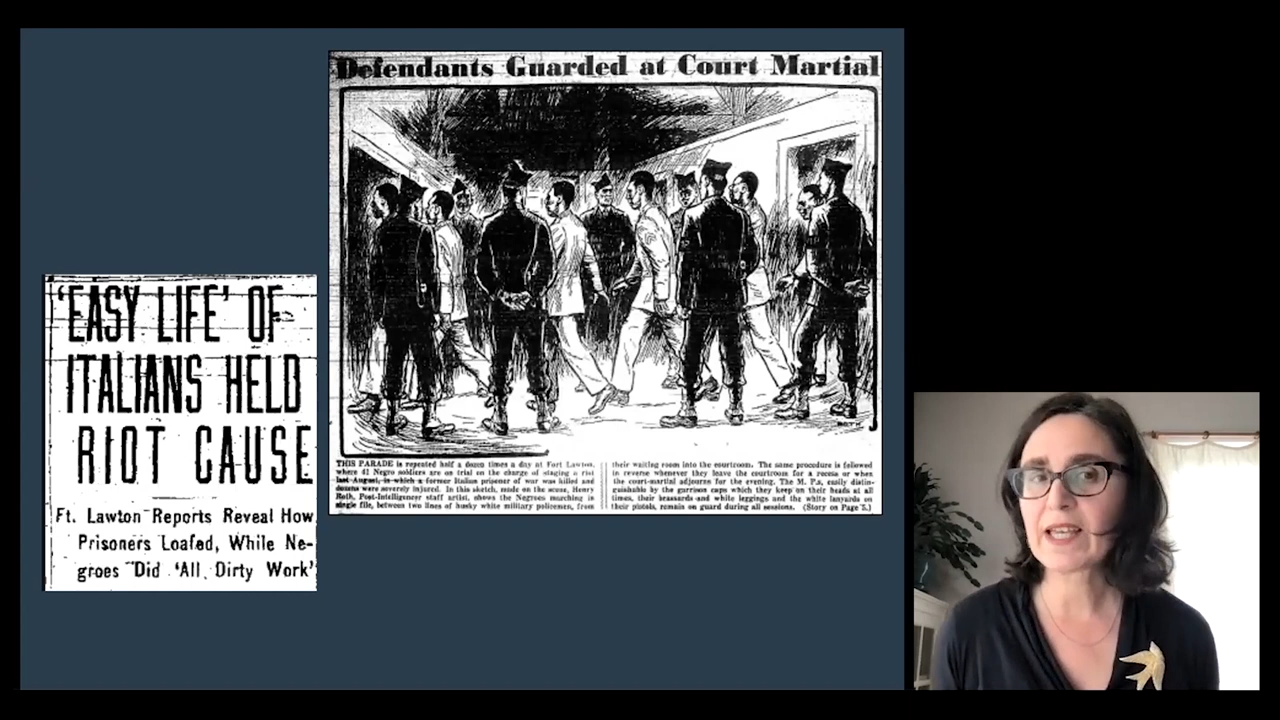 'EASY LIFE' OF
ITALIANS HELD
RIOT CAUSE
Ft. Lawton Reports Reveal How
Prisoners Loafed, While Ne-
groes Did 'All Dirty Work'
Defendants Guarded at Court Martial
THIS PARADE is repeated half a dozen times a day at Fort Lawton,
where 41 Negro soldiers are on trial on the charge of staging a riot
last August, in which a former Italian prisoner of war was killed and
dozens were severely injured. In this sketch, made on the scene, Henry
Roth, Post-Intelligencer staff artist, shows the Negroes marching in
single file, between two lines of husky white military policemen, from
their waiting room into the courtroom. The same procedure is followed
in reverse whenever they leave the courtroom for a recess or when
the court-martial adjourns for the evening. The M. P.s, easily distin-
guishable by the garrison caps which they keep on their heads at all
times, their brassards and white leggings and the white lanyards on
their pistols, remain on guard during all sessions. (Story on Page 5.)